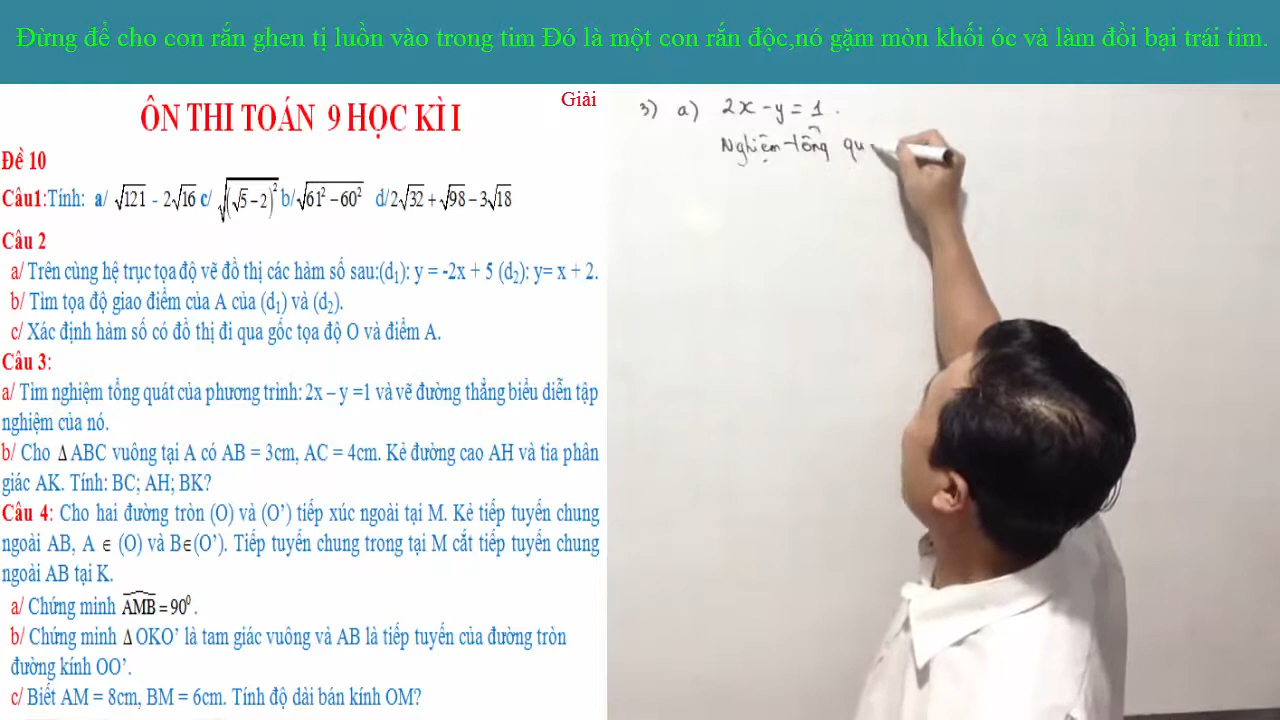 Đừng để cho con rắn ghen tị luồn vào trong tim Đó là một con rắn độc,nó gặm mòn khối óc và làm đồi bại trái tim.
ÔN THI TOÁN 9 HỌC KÌ I
Giải
Đề 10
Câu1:Tính: a/ √121 - 2√16 c/ √(√5−2)² b/√61²−60² d/2√32+√98−3√18
Câu 2
a/ Trên cùng hệ trục tọa độ vẽ đồ thị các hàm số sau:(d₁): y = -2x + 5 (d₂): y= x + 2.
b/ Tìm tọa độ giao điểm của A của (d₁) và (d₂).
c/ Xác định hàm số có đồ thị đi qua gốc tọa độ O và điểm A.
Câu 3:
a/ Tìm nghiệm tổng quát của phương trình: 2x – y =1 và vẽ đường thẳng biểu diễn tập
nghiệm của nó.
b/ Cho Δ ABC vuông tại A có AB = 3cm, AC = 4cm. Kẻ đường cao AH và tia phân
giác AK. Tính: BC; AH; BK?
Câu 4: Cho hai đường tròn (O) và (O’) tiếp xúc ngoài tại M. Kẻ tiếp tuyến chung
ngoài AB, A ∈ (O) và B∈(O’). Tiếp tuyến chung trong tại M cắt tiếp tuyến chung
ngoài AB tại K.
a/ Chứng minh AMB = 90⁰ .
b/ Chứng minh Δ OKO’ là tam giác vuông và AB là tiếp tuyến của đường tròn
đường kính OO’.
c/ Biết AM = 8cm, BM = 6cm. Tính độ dài bán kính OM?
3) a) 2x - y = 1.
Nghiệm tổng qu